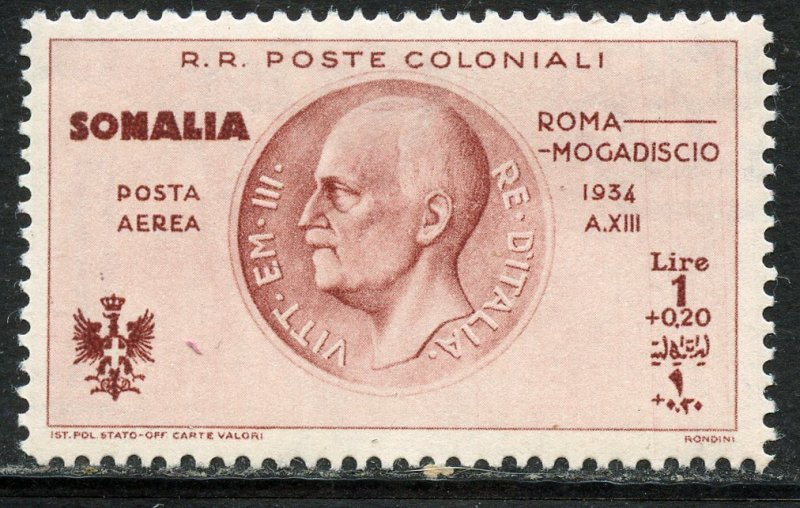 R.R. POSTE COLONIALI
SOMALIA
POSTA
AEREA
VITT·EM·III·
RE·D'ITALIA·
ROMA—
-MOGADISCIO
1934
A.XIII
Lire
1
+0,20
١
+٠,٢٠
IST. POL. STATO-OFF. CARTE VALORI
RONDINI